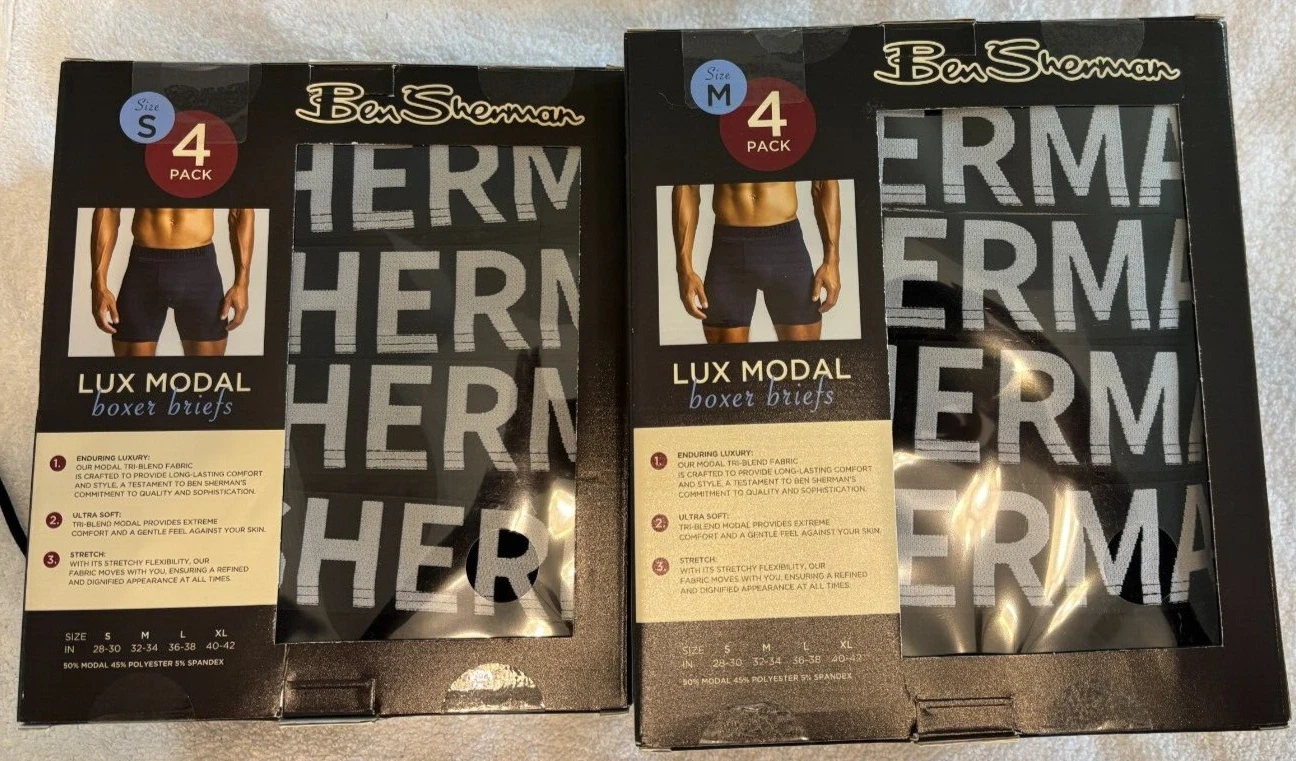 Size
S
4
PACK
Ben Sherman
HERM
HERM
HERM
HER
LUX MODAL
boxer briefs
1. ENDURING LUXURY:
OUR MODAL TRI-BLEND FABRIC
IS CRAFTED TO PROVIDE LONG-LASTING COMFORT
AND STYLE, A TESTAMENT TO BEN SHERMAN'S
COMMITMENT TO QUALITY AND SOPHISTICATION.
2. ULTRA SOFT:
TRI-BLEND MODAL PROVIDES EXTREME
COMFORT AND A GENTLE FEEL AGAINST YOUR SKIN.
3. STRETCH:
WITH ITS STRETCHY FLEXIBILITY, OUR
FABRIC MOVES WITH YOU, ENSURING A REFINED
AND DIGNIFIED APPEARANCE AT ALL TIMES.
SIZE S M L XL
IN 28-30 32-34 36-38 40-42
50% MODAL 45% POLYESTER 5% SPANDEX
Size
M
4
PACK
Ben Sherman
ERMA
ERMA
ERMA
ERMA
LUX MODAL
boxer briefs
1. ENDURING LUXURY:
OUR MODAL TRI-BLEND FABRIC
IS CRAFTED TO PROVIDE LONG-LASTING COMFORT
AND STYLE, A TESTAMENT TO BEN SHERMAN'S
COMMITMENT TO QUALITY AND SOPHISTICATION.
2. ULTRA SOFT:
TRI-BLEND MODAL PROVIDES EXTREME
COMFORT AND A GENTLE FEEL AGAINST YOUR SKIN.
3. STRETCH:
WITH ITS STRETCHY FLEXIBILITY, OUR
FABRIC MOVES WITH YOU, ENSURING A REFINED
AND DIGNIFIED APPEARANCE AT ALL TIMES.
SIZE S M L XL
IN 28-30 32-34 36-38 40-42
50% MODAL 45% POLYESTER 5% SPANDEX